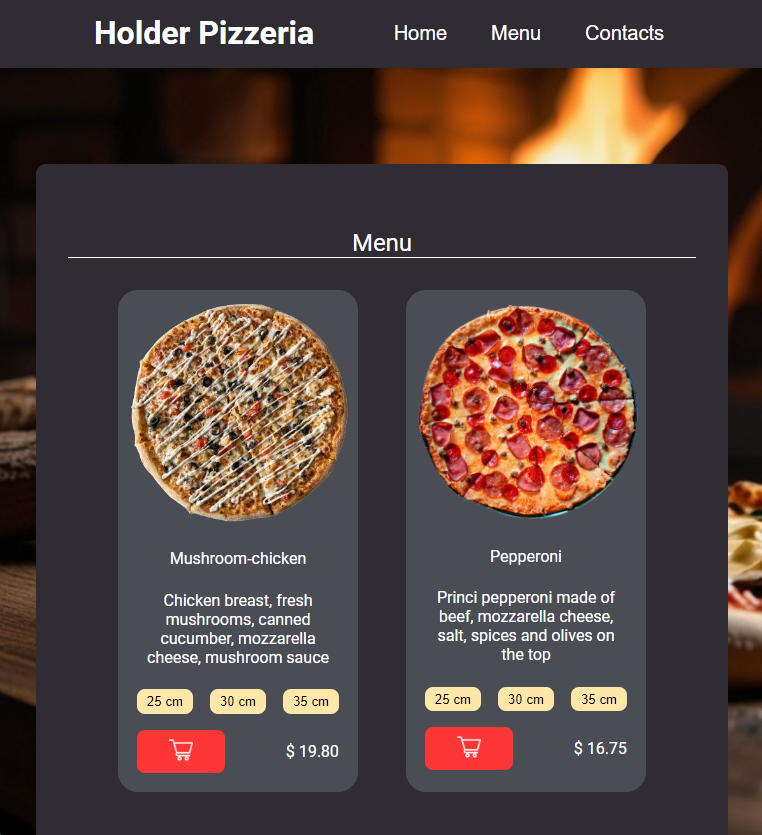 Holder Pizzeria
Home Menu Contacts
Menu
Mushroom-chicken
Chicken breast, fresh
mushrooms, canned
cucumber, mozzarella
cheese, mushroom sauce
25 cm 30 cm 35 cm
$ 19.80
Pepperoni
Princi pepperoni made of
beef, mozzarella cheese,
salt, spices and olives on
the top
25 cm 30 cm 35 cm
$ 16.75